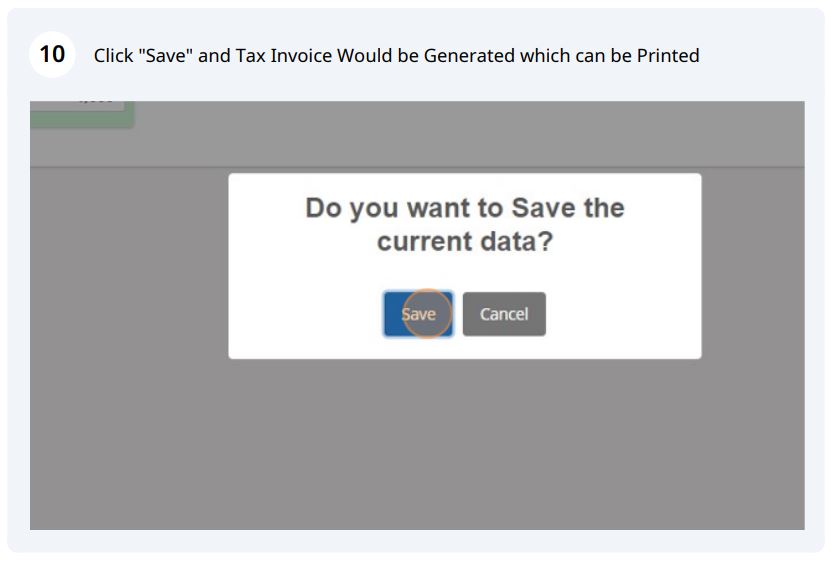 10 Click "Save" and Tax Invoice Would be Generated which can be Printed
Do you want to Save the
current data?
Save Cancel